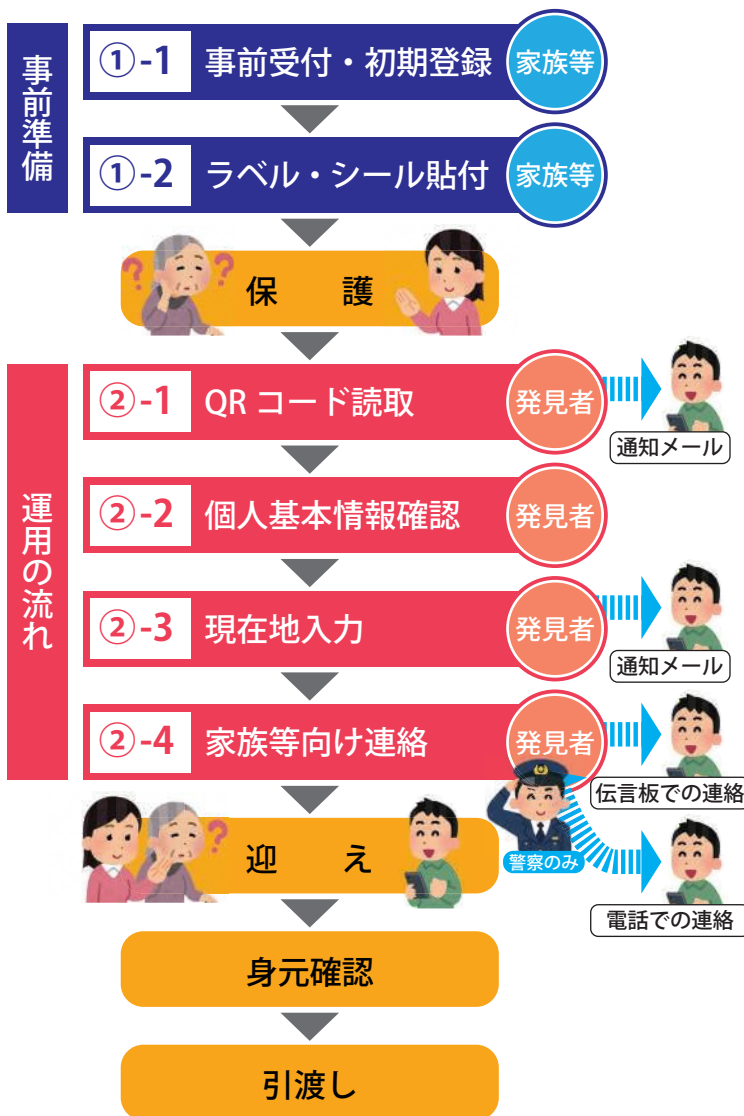 事前準備
①-1 事前受付・初期登録 家族等
①-2 ラベル・シール貼付 家族等
? ?
保　護
運用の流れ
②-1 QR コード読取 発見者
通知メール
②-2 個人基本情報確認 発見者
②-3 現在地入力 発見者
通知メール
②-4 家族等向け連絡 発見者
伝言板での連絡
警察のみ
電話での連絡
?
迎　え
身元確認
引渡し